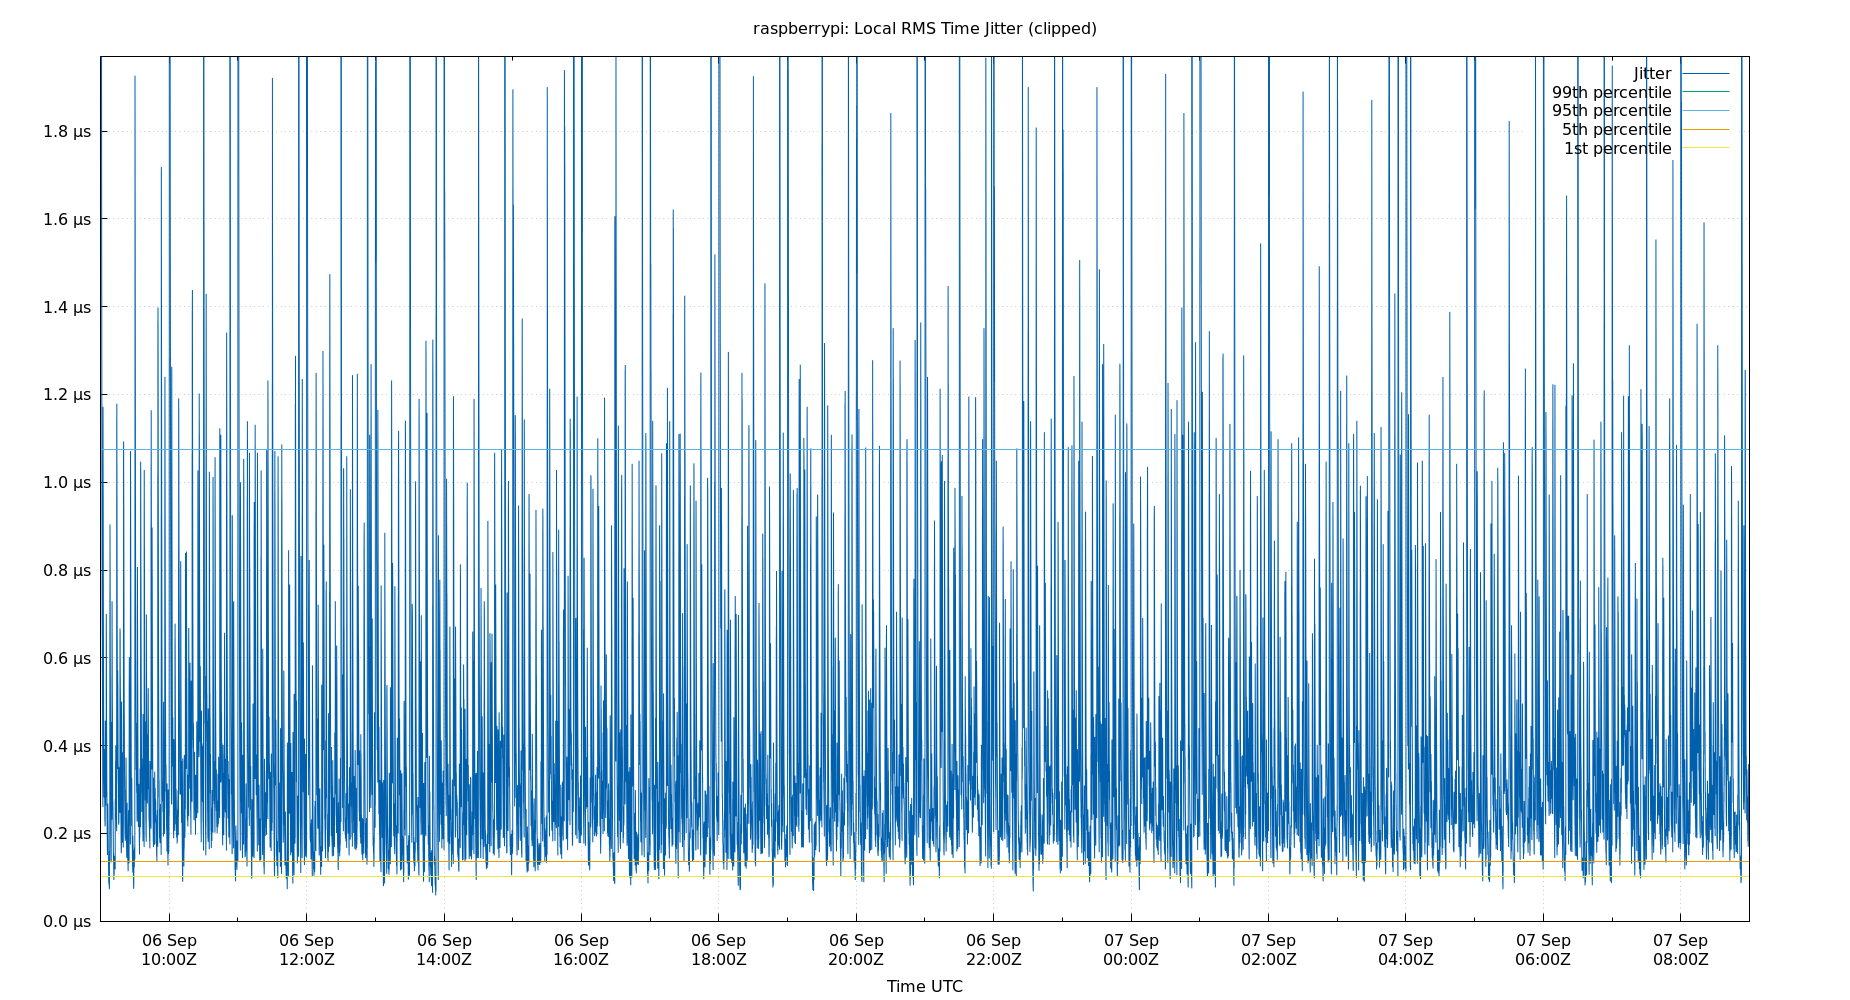 raspberrypi: Local RMS Time Jitter (clipped)
Jitter
99th percentile
95th percentile
5th percentile
1st percentile
1.8 µs
1.6 µs
1.4 µs
1.2 µs
1.0 µs
0.8 µs
0.6 µs
0.4 µs
0.2 µs
0.0 µs
06 Sep 06 Sep 06 Sep 06 Sep 06 Sep 06 Sep 06 Sep 07 Sep 07 Sep 07 Sep 07 Sep 07 Sep
10:00Z 12:00Z 14:00Z 16:00Z 18:00Z 20:00Z 22:00Z 00:00Z 02:00Z 04:00Z 06:00Z 08:00Z
Time UTC